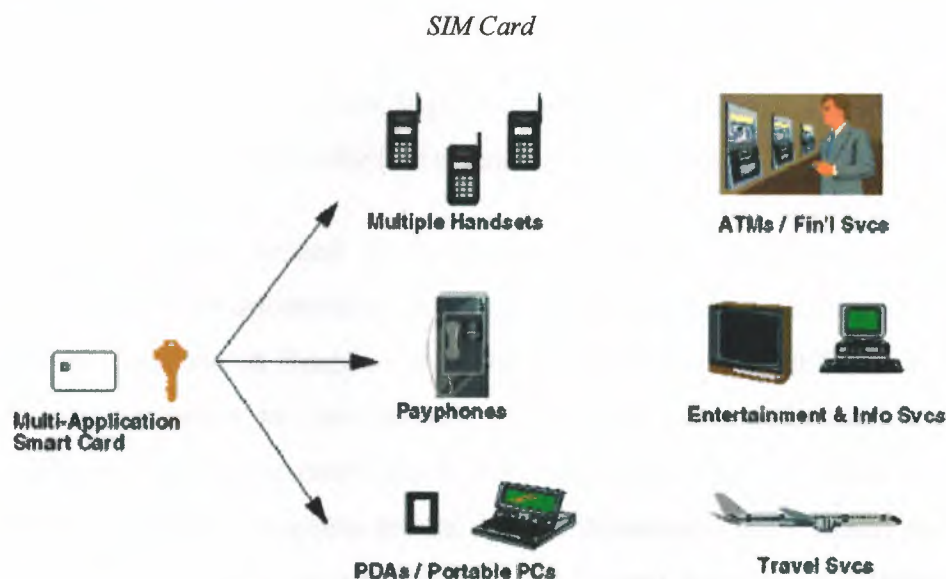 SIM Card
Multiple Handsets
ATMs / Fin'l Svcs
Multi-Application
Smart Card
Payphones
Entertainment & Info Svcs
PDAs / Portable PCs
Travel Svcs